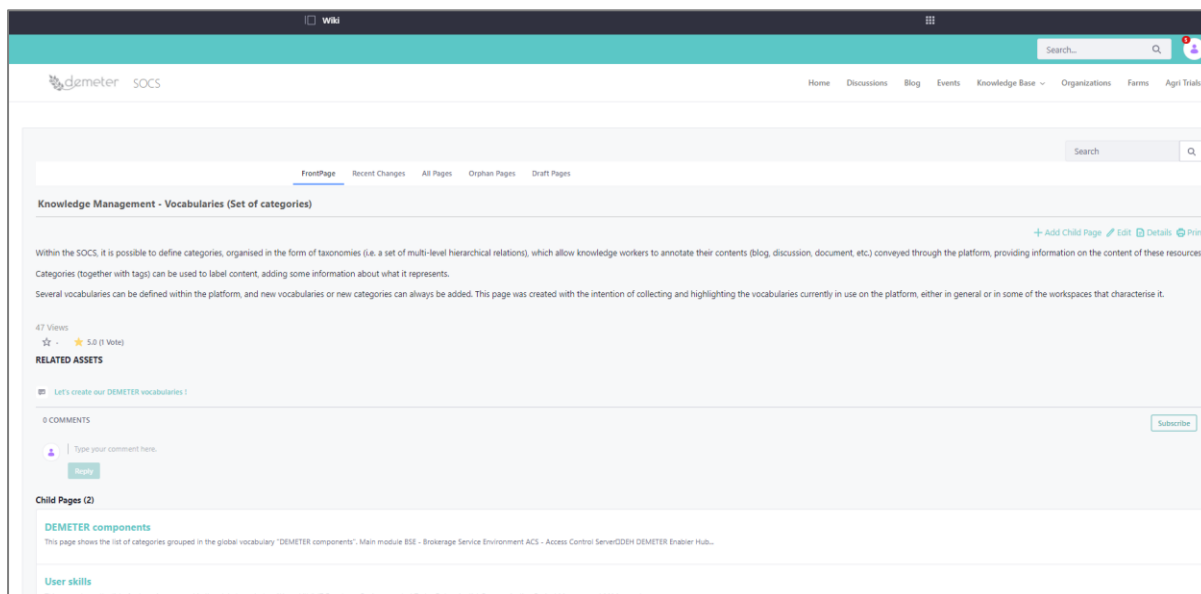 Wiki
Search...
demeter SOCS
Home Discussions Blog Events Knowledge Base Organizations Farms Agri Trials
Search
FrontPage Recent Changes All Pages Orphan Pages Draft Pages
Knowledge Management - Vocabularies (Set of categories)
Add Child Page Edit Details Prin
Within the SOCS, it is possible to define categories, organised in the form of taxonomies (i.e. a set of multi-level hierarchical relations), which allow knowledge workers to annotate their contents (blog, discussion, document, etc.) conveyed through the platform, providing information on the content of these resources
Categories (together with tags) can be used to label content, adding some information about what it represents.
Several vocabularies can be defined within the platform, and new vocabularies or new categories can always be added. This page was created with the intention of collecting and highlighting the vocabularies currently in use on the platform, either in general or in some of the workspaces that characterise it.
47 Views
- 5.0 (1 Vote)
RELATED ASSETS
Let's create our DEMETER vocabularies !
0 COMMENTS
Subscribe
Type your comment here.
Reply
Child Pages (2)
DEMETER components
This page shows the list of categories grouped in the global vocabulary "DEMETER components". Main module BSE - Brokerage Service Environment ACS - Access Control Server▯DEH DEMETER Enabler Hub...
User skills